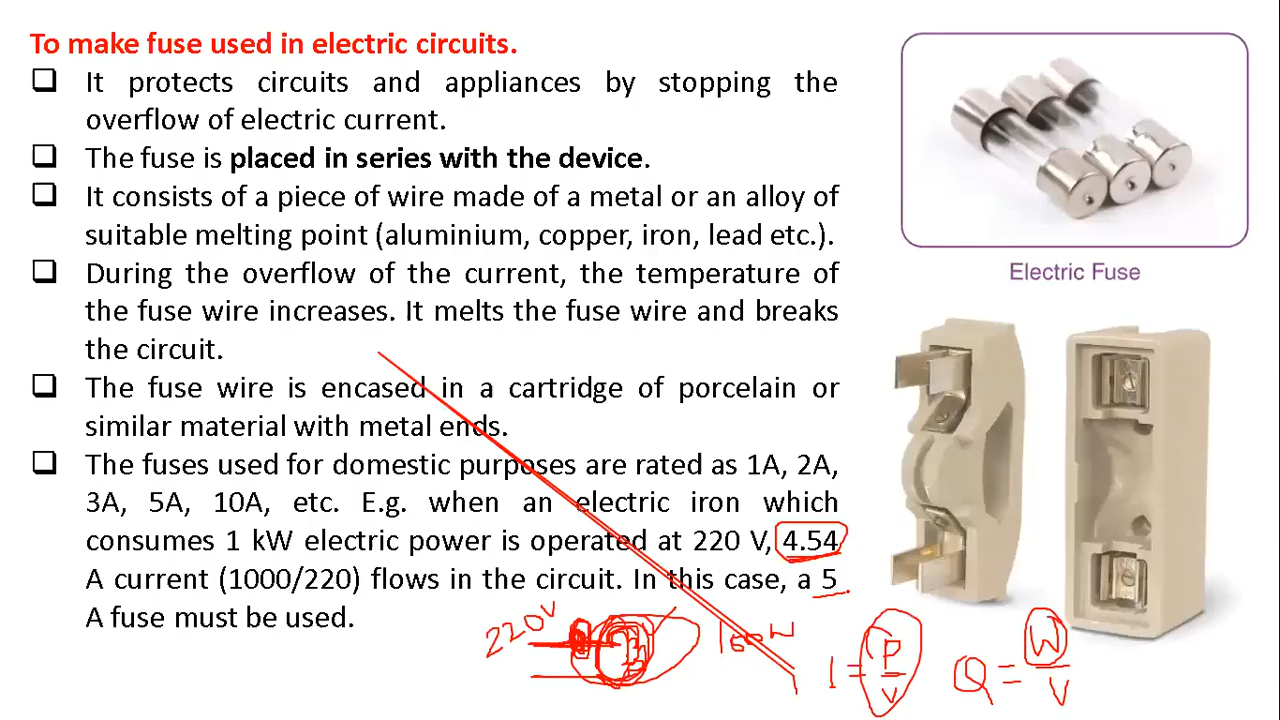 To make fuse used in electric circuits.
❑ It protects circuits and appliances by stopping the
overflow of electric current.
❑ The fuse is placed in series with the device.
❑ It consists of a piece of wire made of a metal or an alloy of
suitable melting point (aluminium, copper, iron, lead etc.).
❑ During the overflow of the current, the temperature of
the fuse wire increases. It melts the fuse wire and breaks
the circuit.
❑ The fuse wire is encased in a cartridge of porcelain or
similar material with metal ends.
❑ The fuses used for domestic purposes are rated as 1A, 2A,
3A, 5A, 10A, etc. E.g. when an electric iron which
consumes 1 kW electric power is operated at 220 V, 4.54
A current (1000/220) flows in the circuit. In this case, a 5
A fuse must be used.
Electric Fuse
220V
I = P/V
Q = W/V